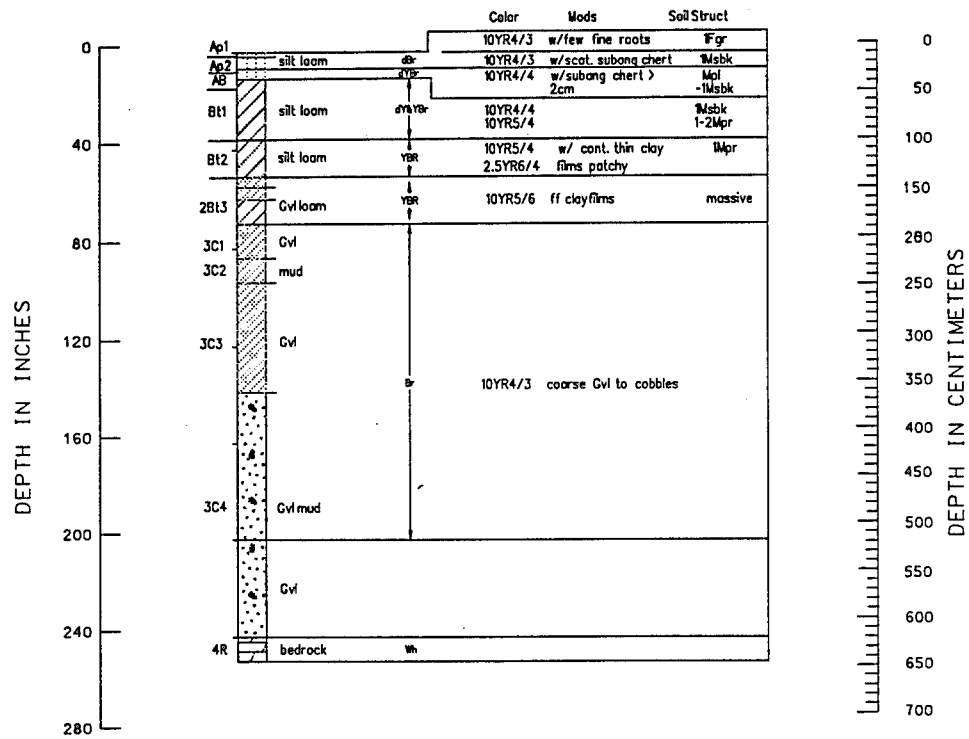 Color Mods Soil Struct
Ap1 10YR4/3 w/few fine roots 1Fgr
Ap2 silt loam dBr 10YR4/3 w/scat. subang chert 1Msbk
AB dYBr 10YR4/4 w/subang chert > Mpl
2cm -1Msbk
Bt1 silt loam dY&YBr 10YR4/4 1Msbk
10YR5/4 1-2Mpr
Bt2 silt loam YBR 10YR5/4 w/ cont. thin clay 1Mpr
2.5YR6/4 films patchy
2Bt3 Gvl loam YBR 10YR5/6 ff clayfilms massive
3C1 Gvl
3C2 mud
3C3 Gvl
Br 10YR4/3 coarse Gvl to cobbles
3C4 Gvl mud
Gvl
4R bedrock Wh
DEPTH IN INCHES
0
40
80
120
160
200
240
280
DEPTH IN CENTIMETERS
0
50
100
150
200
250
300
350
400
450
500
550
600
650
700